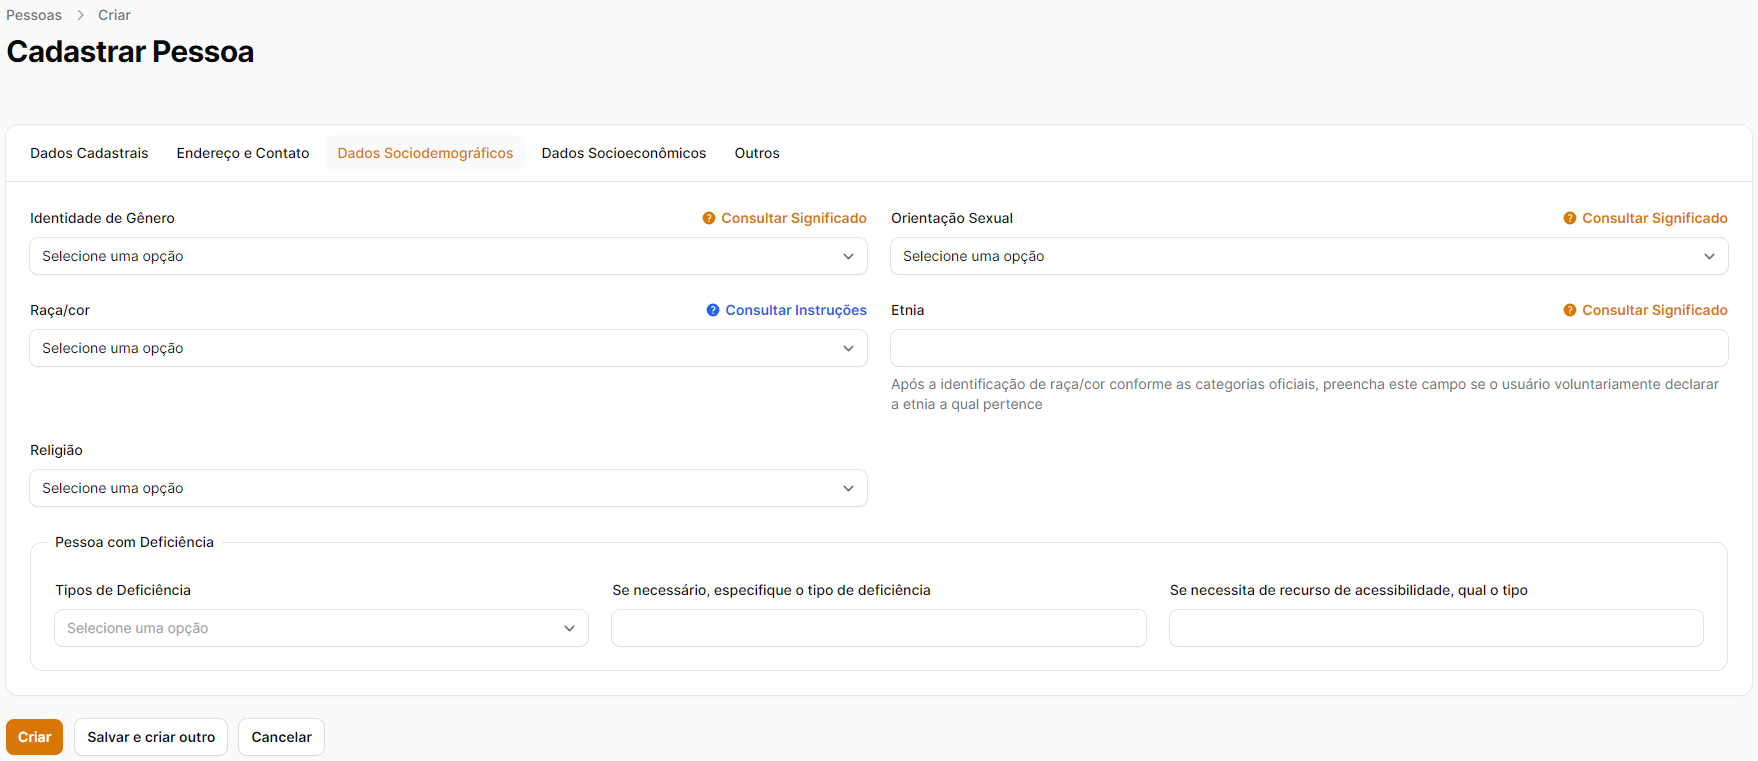 Pessoas > Criar
Cadastrar Pessoa
Dados Cadastrais Endereço e Contato Dados Sociodemográficos Dados Socioeconômicos Outros
Identidade de Gênero ? Consultar Significado Orientação Sexual ? Consultar Significado
Selecione uma opção Selecione uma opção
Raça/cor ? Consultar Instruções Etnia ? Consultar Significado
Selecione uma opção
Após a identificação de raça/cor conforme as categorias oficiais, preencha este campo se o usuário voluntariamente declarar
a etnia a qual pertence
Religião
Selecione uma opção
Pessoa com Deficiência
Tipos de Deficiência Se necessário, especifique o tipo de deficiência Se necessita de recurso de acessibilidade, qual o tipo
Selecione uma opção
Criar Salvar e criar outro Cancelar